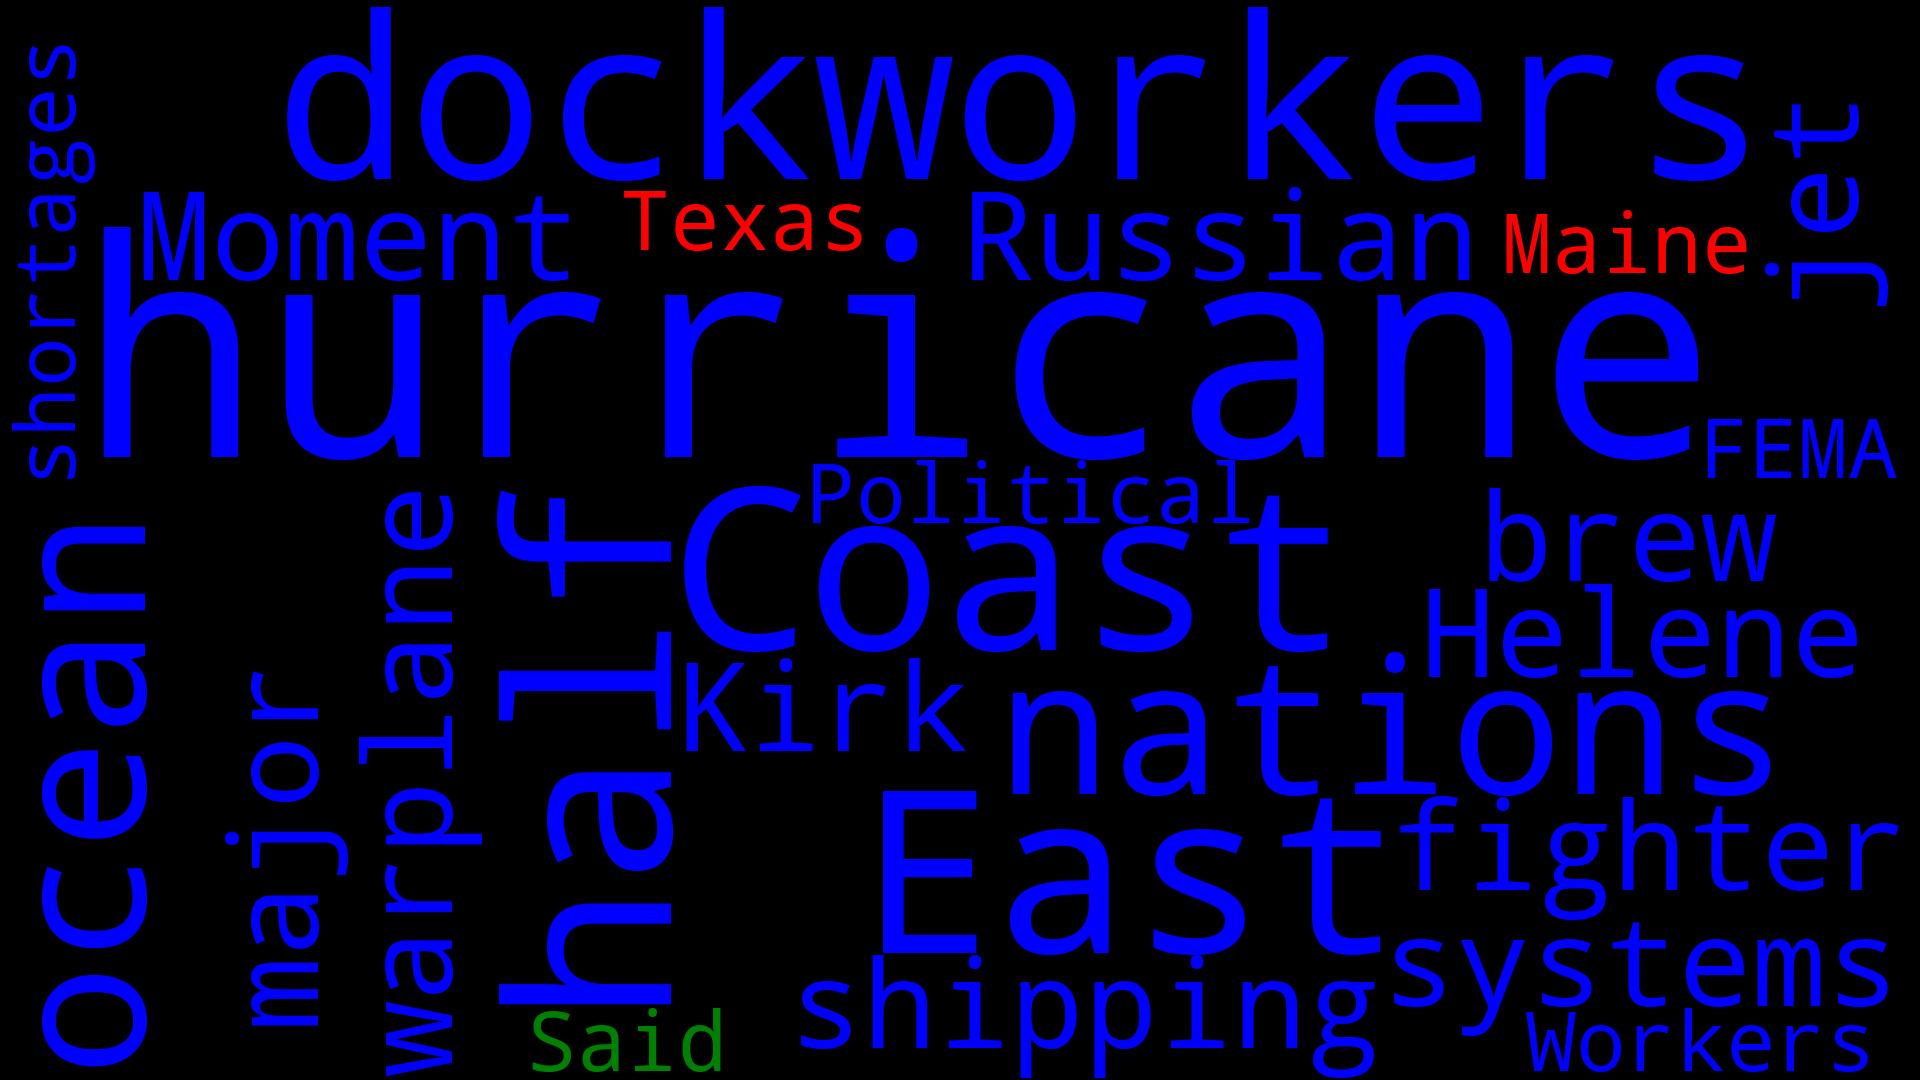 shortages
dockworkers
jet
Moment
Texas
Russian
Maine
hurricane
FEMA
Political
ocean
major
warplane
half
Coast
brew
Helene
Kirk
nations
East
fighter
systems
shipping
Said
Workers